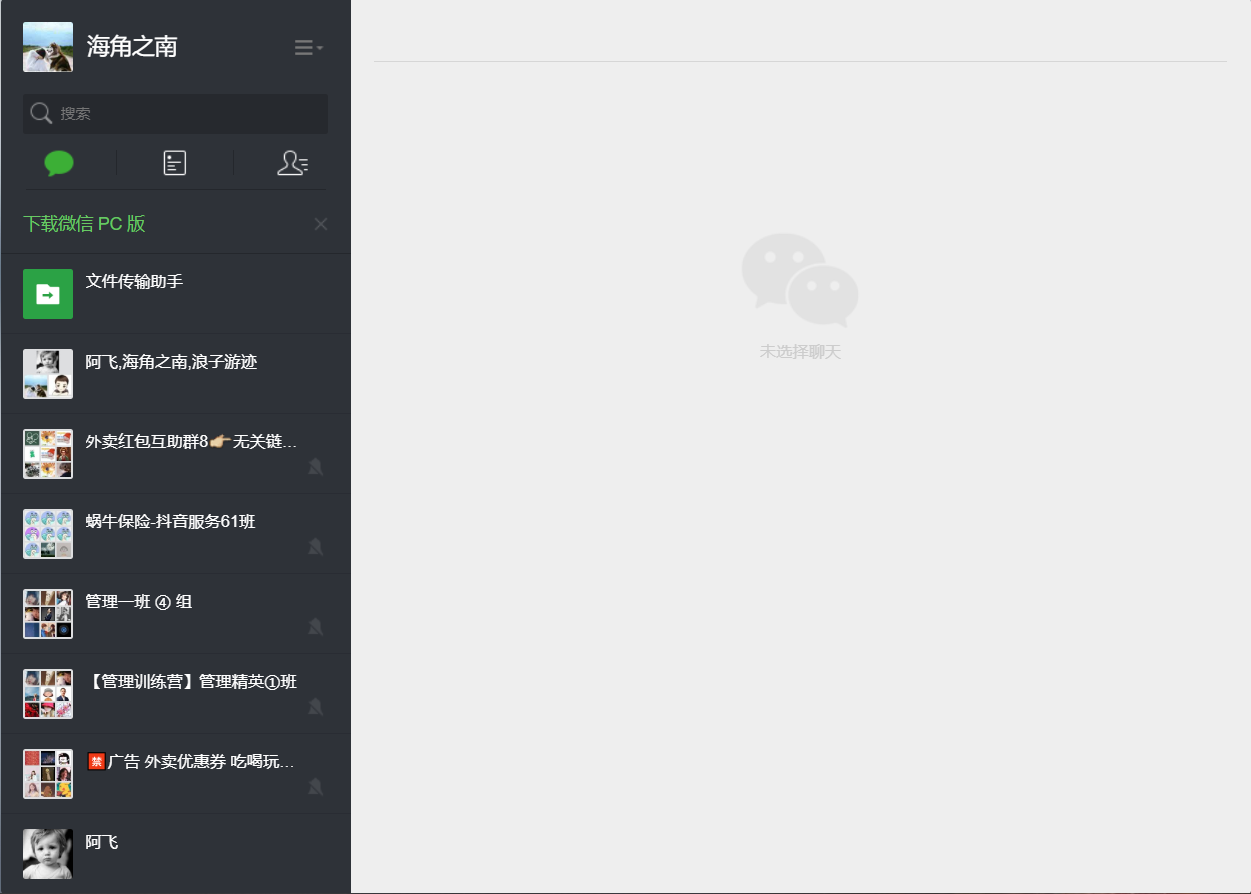 海角之南
搜索
下载微信 PC 版
文件传输助手
阿飞,海角之南,浪子游迹
外卖红包互助群8👉🏼无关链...
蜗牛保险-抖音服务61班
管理一班 ④ 组
【管理训练营】管理精英①班
🈲广告 外卖优惠券 吃喝玩...
阿飞
未选择聊天